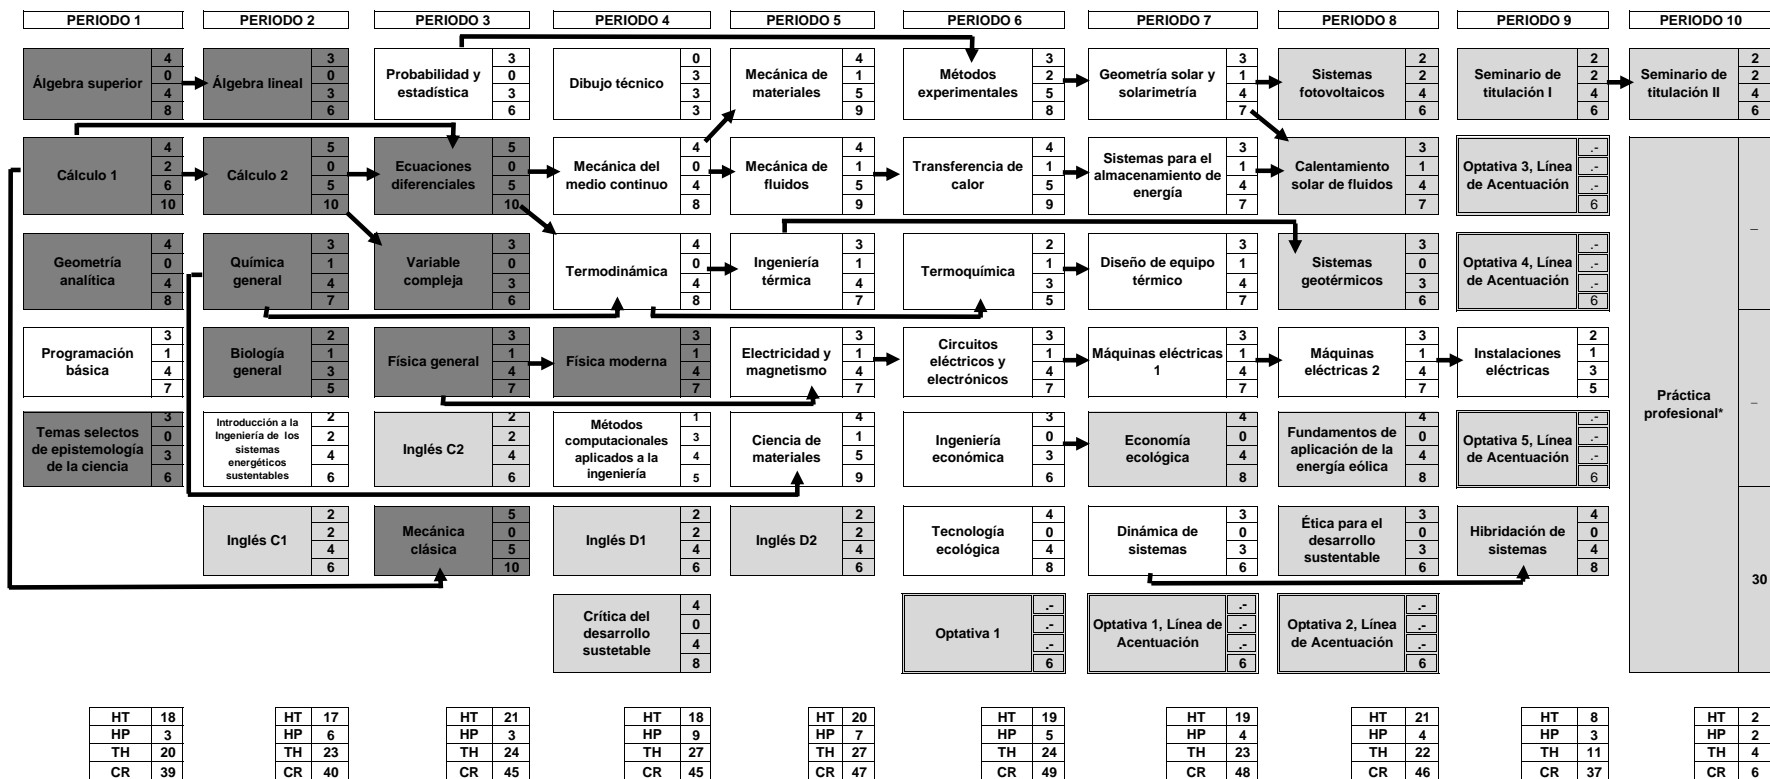 PERIODO 1
PERIODO 2
PERIODO 3
PERIODO 4
PERIODO 5
PERIODO 6
PERIODO 7
PERIODO 8
PERIODO 9
PERIODO 10
Álgebra superior
4
0
4
8
Álgebra lineal
3
0
3
6
Probabilidad y
estadística
3
0
3
6
Dibujo técnico
0
3
3
3
Mecánica de
materiales
4
1
5
9
Métodos
experimentales
3
2
5
8
Geometría solar y
solarimetría
3
1
4
7
Sistemas
fotovoltaicos
2
2
4
6
Seminario de
titulación I
2
2
4
6
Seminario de
titulación II
2
2
4
6
Cálculo 1
4
2
6
10
Cálculo 2
5
0
5
10
Ecuaciones
diferenciales
5
0
5
10
Mecánica del
medio continuo
4
0
4
8
Mecánica de
fluidos
4
1
5
9
Transferencia de
calor
4
1
5
9
Sistemas para el
almacenamiento de
energía
3
1
4
7
Calentamiento
solar de fluidos
3
1
4
7
Optativa 3, Línea
de Acentuación
.-
.-
.-
6
Geometría
analítica
4
0
4
8
Química
general
3
1
4
7
Variable
compleja
3
0
3
6
Termodinámica
4
0
4
8
Ingeniería
térmica
3
1
4
7
Termoquímica
2
1
3
5
Diseño de equipo
térmico
3
1
4
7
Sistemas
geotérmicos
3
0
3
6
Optativa 4, Línea
de Acentuación
.-
.-
.-
6
Programación
básica
3
1
4
7
Biología
general
2
1
3
5
Física general
3
1
4
7
Física moderna
3
1
4
7
Electricidad y
magnetismo
3
1
4
7
Circuitos
eléctricos y
electrónicos
3
1
4
7
Máquinas eléctricas
1
3
1
4
7
Máquinas
eléctricas 2
3
1
4
7
Instalaciones
eléctricas
2
1
3
5
Práctica
profesional*
_
_
30
Temas selectos
de epistemología
de la ciencia
3
0
3
6
Introducción a la
Ingeniería de los
sistemas
energéticos
sustentables
2
2
4
6
Inglés C2
2
2
4
6
Métodos
computacionales
aplicados a la
ingeniería
1
3
4
5
Ciencia de
materiales
4
1
5
9
Ingeniería
económica
3
0
3
6
Economía
ecológica
4
0
4
8
Fundamentos de
aplicación de la
energía eólica
4
0
4
8
Optativa 5, Línea
de Acentuación
.-
.-
.-
6
Inglés C1
2
2
4
6
Mecánica
clásica
5
0
5
10
Inglés D1
2
2
4
6
Inglés D2
2
2
4
6
Tecnología
ecológica
4
0
4
8
Dinámica de
sistemas
3
0
3
6
Ética para el
desarrollo
sustentable
3
0
3
6
Hibridación de
sistemas
4
0
4
8
Crítica del
desarrollo
sustetable
4
0
4
8
Optativa 1
.-
.-
.-
6
Optativa 1, Línea de
Acentuación
.-
.-
.-
6
Optativa 2, Línea
de Acentuación
.-
.-
.-
6
HT 18
HP 3
TH 20
CR 39
HT 17
HP 6
TH 23
CR 40
HT 21
HP 3
TH 24
CR 45
HT 18
HP 9
TH 27
CR 45
HT 20
HP 7
TH 27
CR 47
HT 19
HP 5
TH 24
CR 49
HT 19
HP 4
TH 23
CR 48
HT 21
HP 4
TH 22
CR 46
HT 8
HP 3
TH 11
CR 37
HT 2
HP 2
TH 4
CR 6